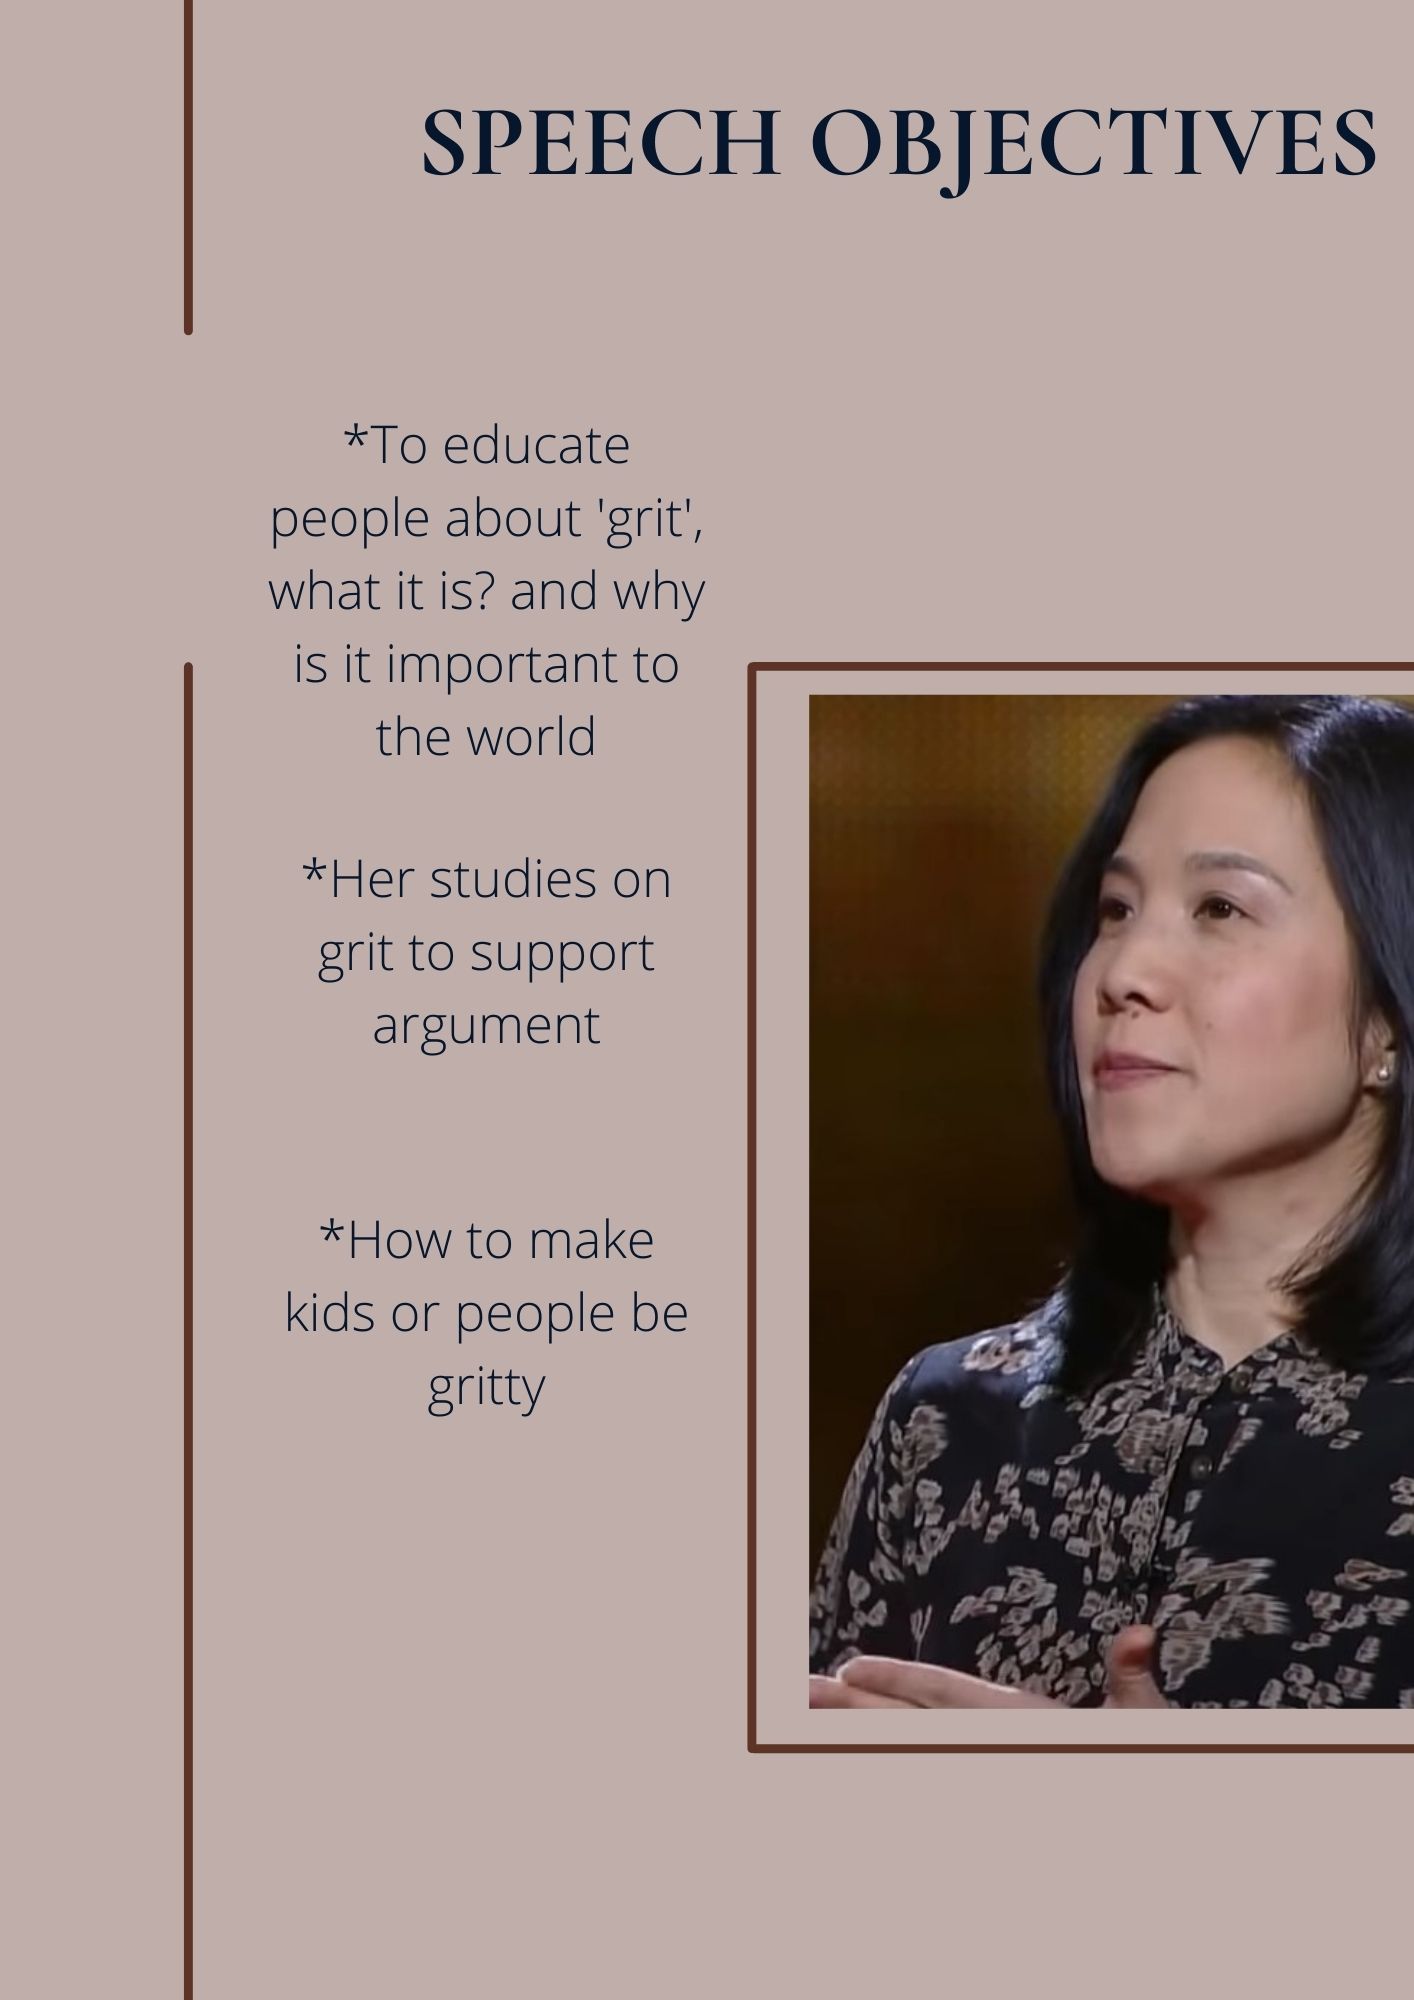 SPEECH OBJECTIVES
*To educate
people about 'grit',
what it is? and why
is it important to
the world
*Her studies on
grit to support
argument
*How to make
kids or people be
gritty